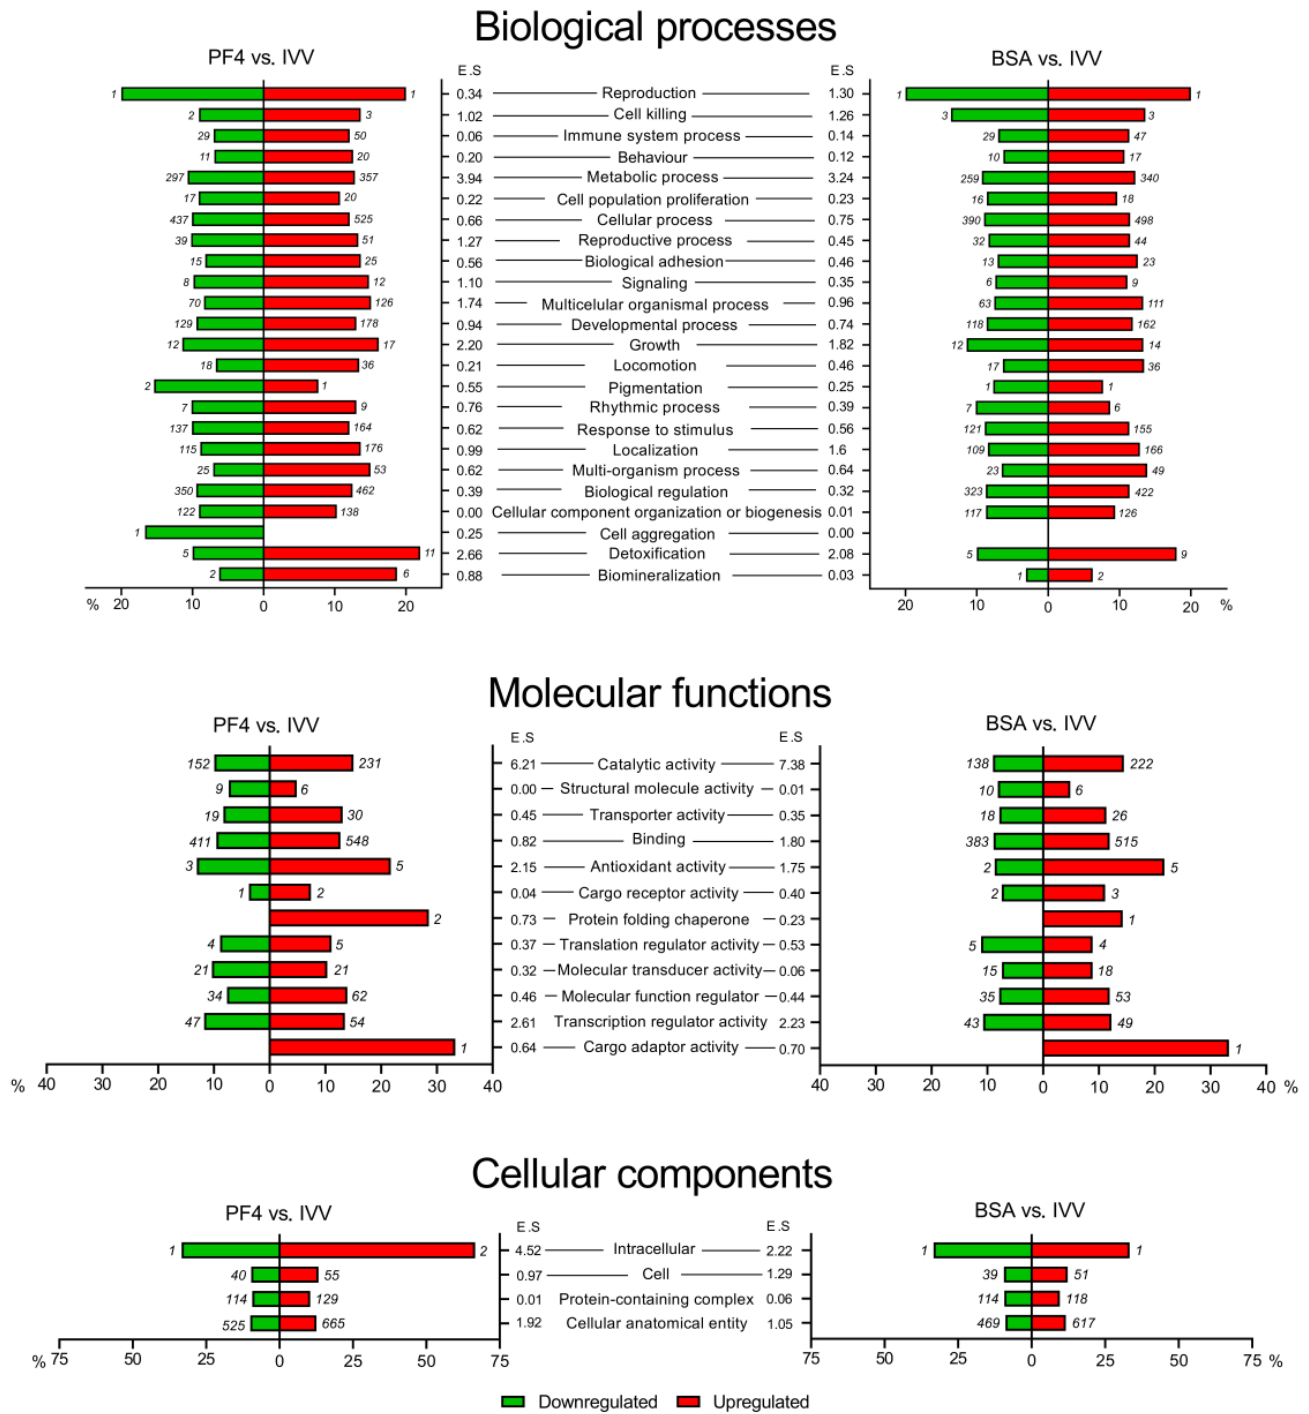 Biological processes
PF4 vs. IVV BSA vs. IVV
E.S E.S
1 1 0.34 Reproduction 1.30 1 1
2 3 1.02 Cell killing 1.26 3 3
29 50 0.06 Immune system process 0.14 29 47
11 20 0.20 Behaviour 0.12 10 17
297 357 3.94 Metabolic process 3.24 259 340
17 20 0.22 Cell population proliferation 0.23 16 18
437 525 0.66 Cellular process 0.75 390 498
39 51 1.27 Reproductive process 0.45 32 44
15 25 0.56 Biological adhesion 0.46 13 23
8 12 1.10 Signaling 0.35 6 9
70 126 1.74 Multicelular organismal process 0.96 63 111
129 178 0.94 Developmental process 0.74 118 162
12 17 2.20 Growth 1.82 12 14
18 36 0.21 Locomotion 0.46 17 36
2 1 0.55 Pigmentation 0.25 1 1
7 9 0.76 Rhythmic process 0.39 7 6
137 164 0.62 Response to stimulus 0.56 121 155
115 176 0.99 Localization 1.6 109 166
25 53 0.62 Multi-organism process 0.64 23 49
350 462 0.39 Biological regulation 0.32 323 422
122 138 0.00 Cellular component organization or biogenesis 0.01 117 126
1 0.25 Cell aggregation 0.00
5 11 2.66 Detoxification 2.08 5 9
2 6 0.88 Biomineralization 0.03 1 2
% 20 10 0 10 20 20 10 0 10 20 %
Molecular functions
PF4 vs. IVV BSA vs. IVV
E.S E.S
152 231 6.21 Catalytic activity 7.38 138 222
9 6 0.00 Structural molecule activity 0.01 10 6
19 30 0.45 Transporter activity 0.35 18 26
411 548 0.82 Binding 1.80 383 515
3 5 2.15 Antioxidant activity 1.75 2 5
1 2 0.04 Cargo receptor activity 0.40 2 3
2 0.73 Protein folding chaperone 0.23 1
4 5 0.37 Translation regulator activity 0.53 5 4
21 21 0.32 Molecular transducer activity 0.06 15 18
34 62 0.46 Molecular function regulator 0.44 35 53
47 54 2.61 Transcription regulator activity 2.23 43 49
1 0.64 Cargo adaptor activity 0.70 1
% 40 30 20 10 0 10 20 30 40 40 30 20 10 0 10 20 30 40 %
Cellular components
PF4 vs. IVV BSA vs. IVV
E.S E.S
1 2 4.52 Intracellular 2.22 1 1
40 55 0.97 Cell 1.29 39 51
114 129 0.01 Protein-containing complex 0.06 114 118
525 665 1.92 Cellular anatomical entity 1.05 469 617
% 75 50 25 0 25 50 75 75 50 25 0 25 50 75 %
Downregulated Upregulated